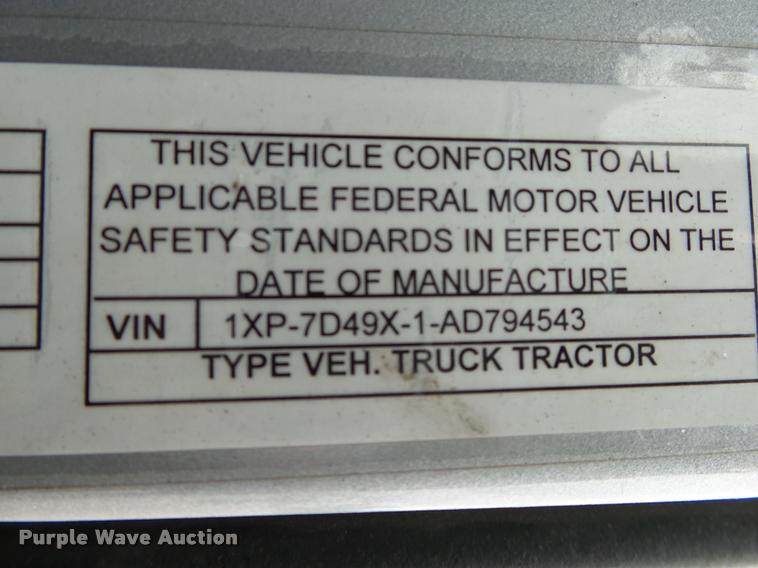 THIS VEHICLE CONFORMS TO ALL
APPLICABLE FEDERAL MOTOR VEHICLE
SAFETY STANDARDS IN EFFECT ON THE
DATE OF MANUFACTURE
VIN 1XP-7D49X-1-AD794543
TYPE VEH. TRUCK TRACTOR
Purple Wave Auction